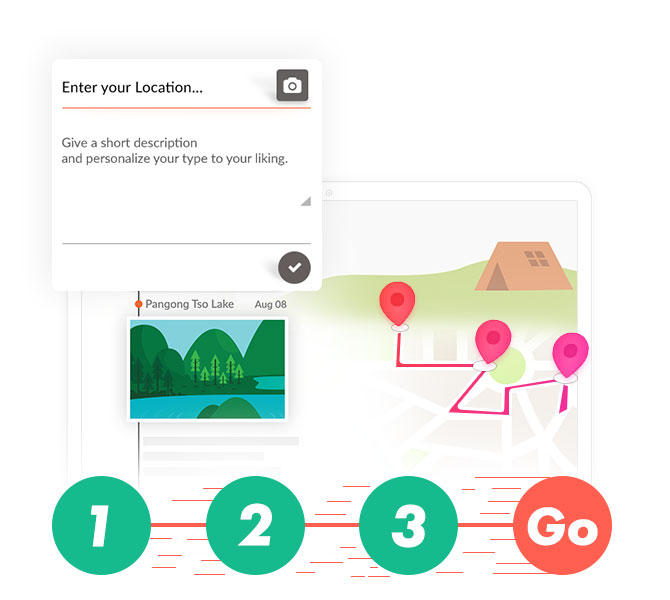 Enter your Location...
Give a short description
and personalize your type to your liking.
Pangong Tso Lake Aug 08
1 2 3 Go